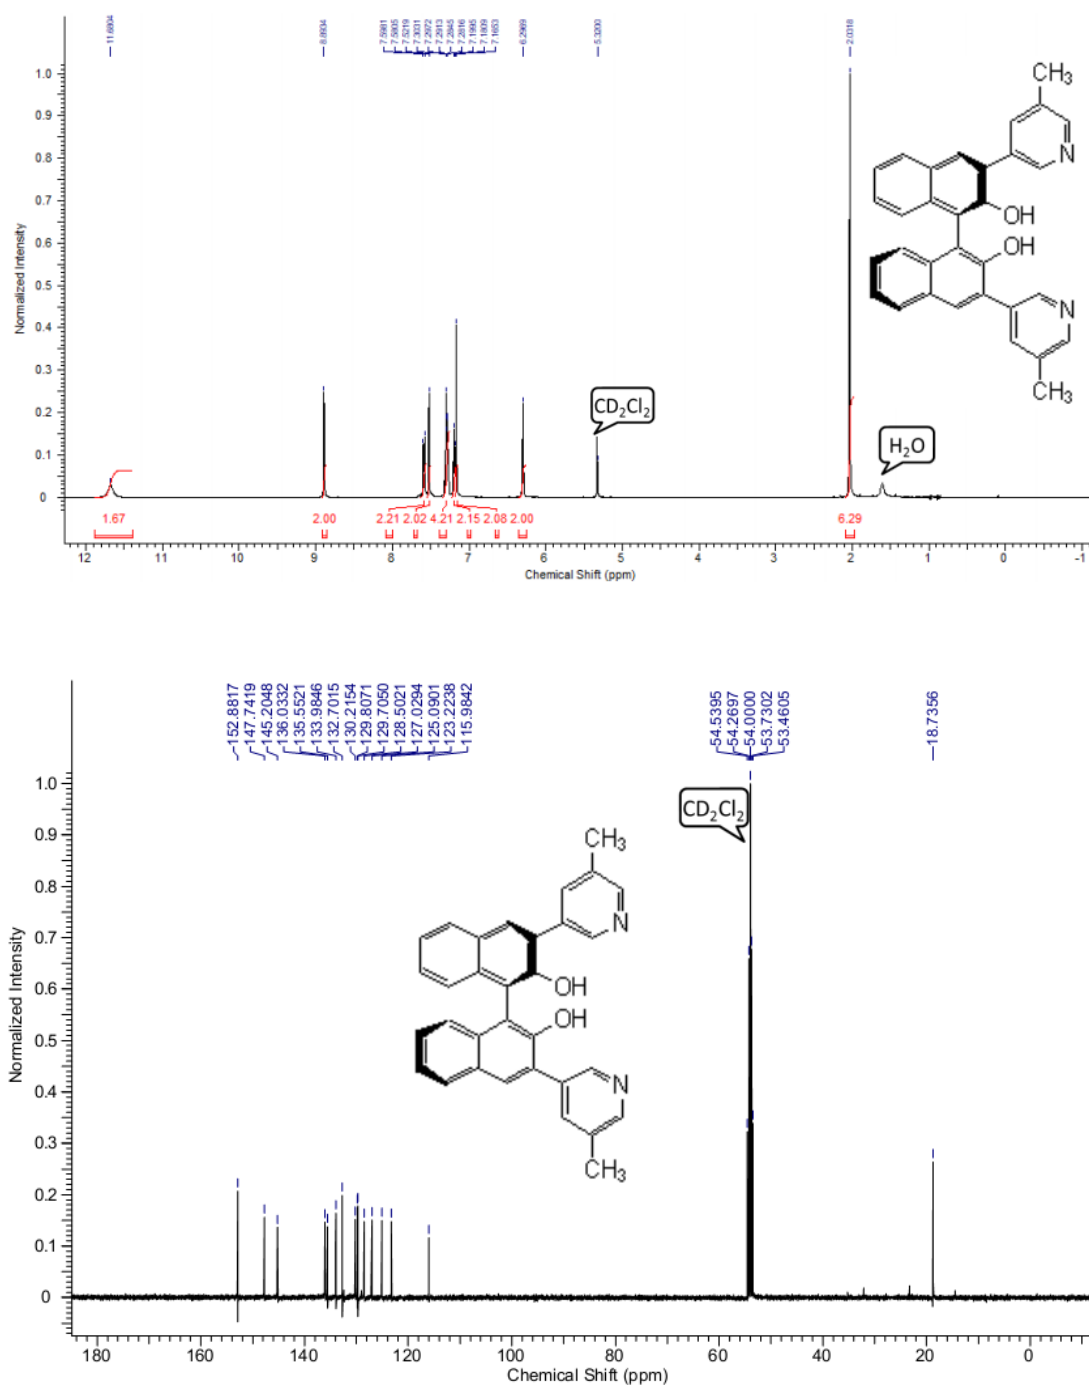 11.6804
8.8934
7.5981
7.5805
7.5219
7.3031
7.2972
7.2913
7.2845
7.2816
7.1995
7.1809
7.1653
6.2969
5.3200
2.0318
CH3
N
OH
OH
N
CH3
CD2Cl2
H2O
Normalized Intensity
1.0
0.9
0.8
0.7
0.6
0.5
0.4
0.3
0.2
0.1
0
1.67 2.00 2.21 2.02 4.21 2.15 2.08 2.00 6.29
12 11 10 9 8 7 6 5 4 3 2 1 0 -1
Chemical Shift (ppm)
152.8817
147.7419
145.2048
136.0332
135.5521
133.9846
132.7015
130.2154
129.8071
129.7050
128.5021
127.0294
125.0901
123.2238
115.9842
54.5395
54.2697
54.0000
53.7302
53.4605
18.7356
CD2Cl2
CH3
N
OH
OH
N
CH3
Normalized Intensity
1.0
0.9
0.8
0.7
0.6
0.5
0.4
0.3
0.2
0.1
0
180 160 140 120 100 80 60 40 20 0
Chemical Shift (ppm)